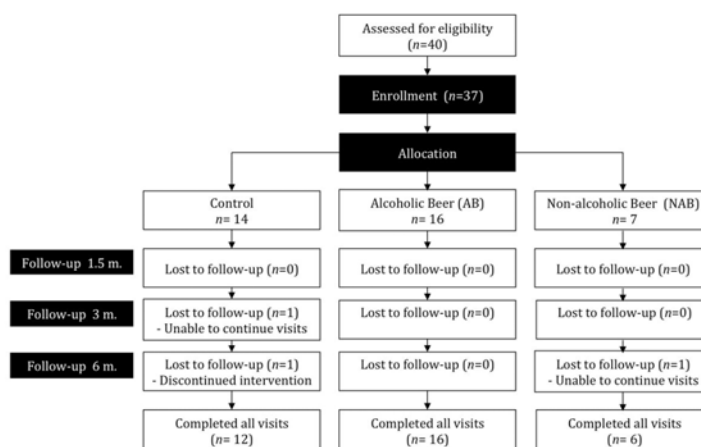 Assessed for eligibility
(n=40)
Enrollment (n=37)
Allocation
Control
n= 14
Alcoholic Beer (AB)
n= 16
Non-alcoholic Beer (NAB)
n= 7
Follow-up 1.5 m.
Lost to follow-up (n=0)
Lost to follow-up (n=0)
Lost to follow-up (n=0)
Follow-up 3 m.
Lost to follow-up (n=1)
- Unable to continue visits
Lost to follow-up (n=0)
Lost to follow-up (n=0)
Follow-up 6 m.
Lost to follow-up (n=1)
- Discontinued intervention
Lost to follow-up (n=0)
Lost to follow-up (n=1)
- Unable to continue visits
Completed all visits
(n= 12)
Completed all visits
(n= 16)
Completed all visits
(n= 6)